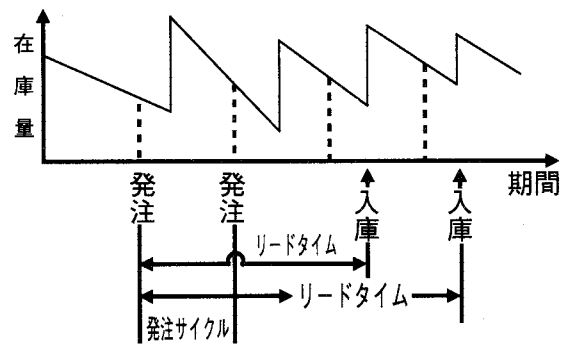 在庫量
期間
発注
発注
入庫
入庫
リードタイム
リードタイム
発注サイクル